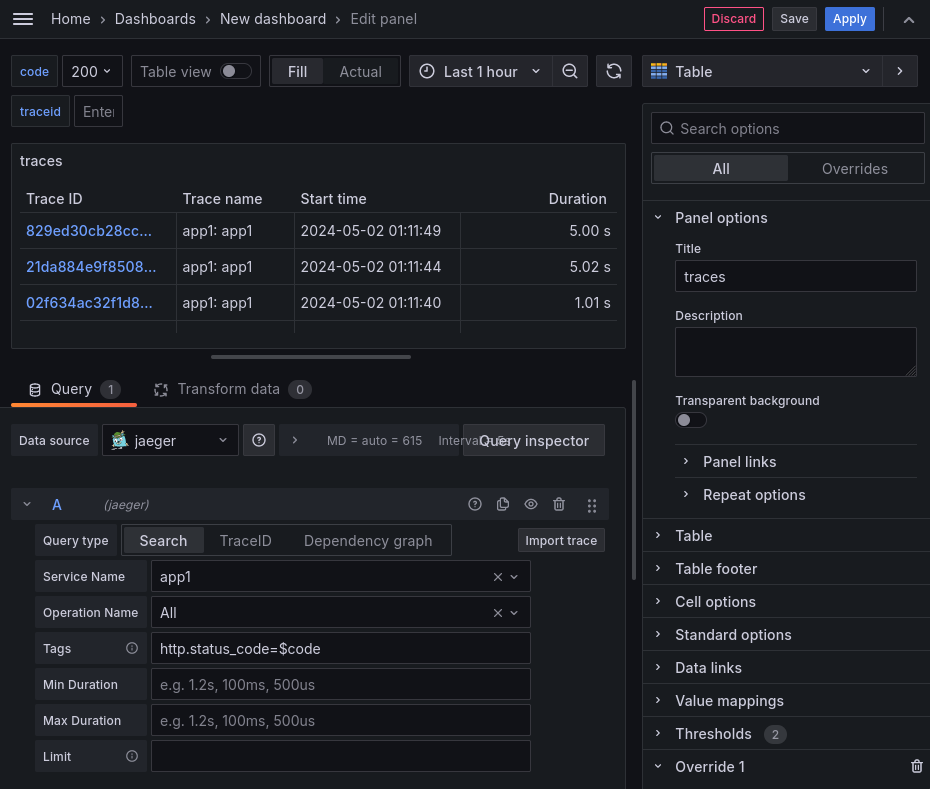 Home › Dashboards › New dashboard › Edit panel
Discard Save Apply
code 200 Table view Fill Actual Last 1 hour Table
traceid Enter
Search options
All Overrides
traces
Trace ID Trace name Start time Duration
829ed30cb28cc... app1: app1 2024-05-02 01:11:49 5.00 s
21da884e9f8508... app1: app1 2024-05-02 01:11:44 5.02 s
02f634ac32f1d8... app1: app1 2024-05-02 01:11:40 1.01 s
Query 1 Transform data 0
Data source jaeger MD = auto = 615 Query inspector
A (jaeger)
Query type Search TraceID Dependency graph Import trace
Service Name app1
Operation Name All
Tags http.status_code=$code
Min Duration e.g. 1.2s, 100ms, 500us
Max Duration e.g. 1.2s, 100ms, 500us
Limit
Panel options
Title
traces
Description
Transparent background
Panel links
Repeat options
Table
Table footer
Cell options
Standard options
Data links
Value mappings
Thresholds 2
Override 1